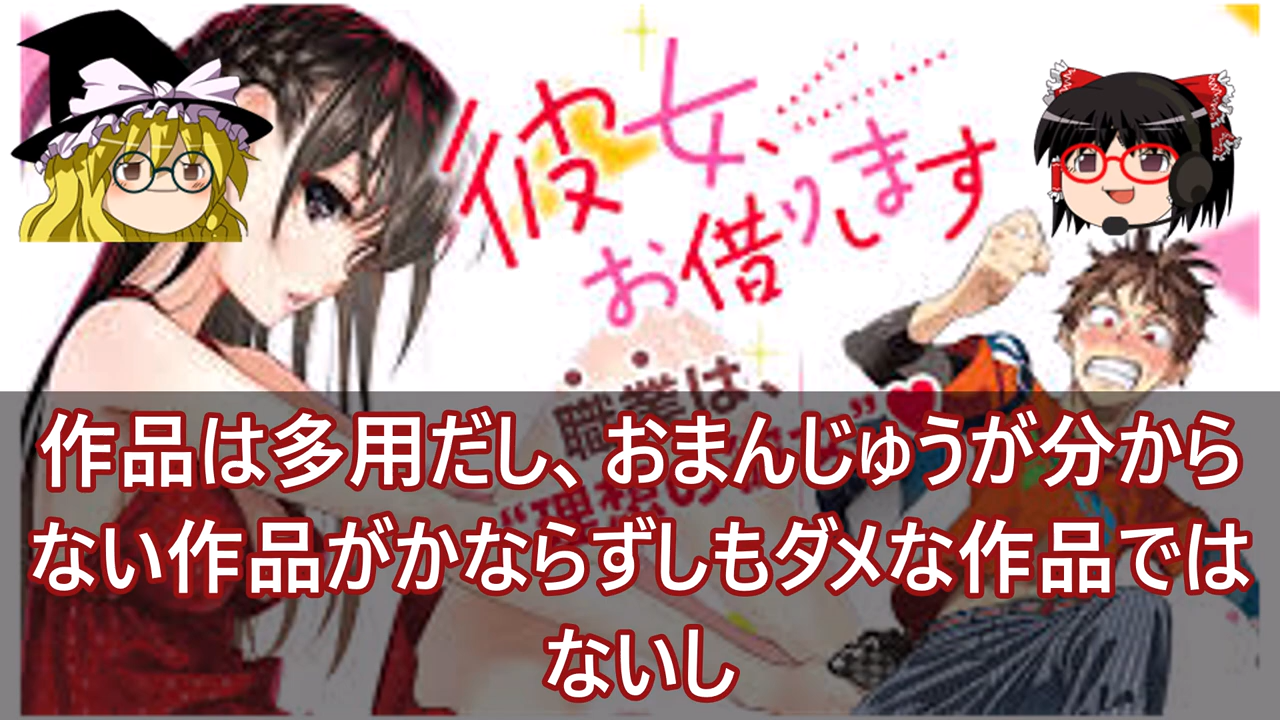 彼女、
お借りします
職業は、
作品は多用だし、おまんじゅうが分から
ない作品がかならずしもダメな作品では
ないし